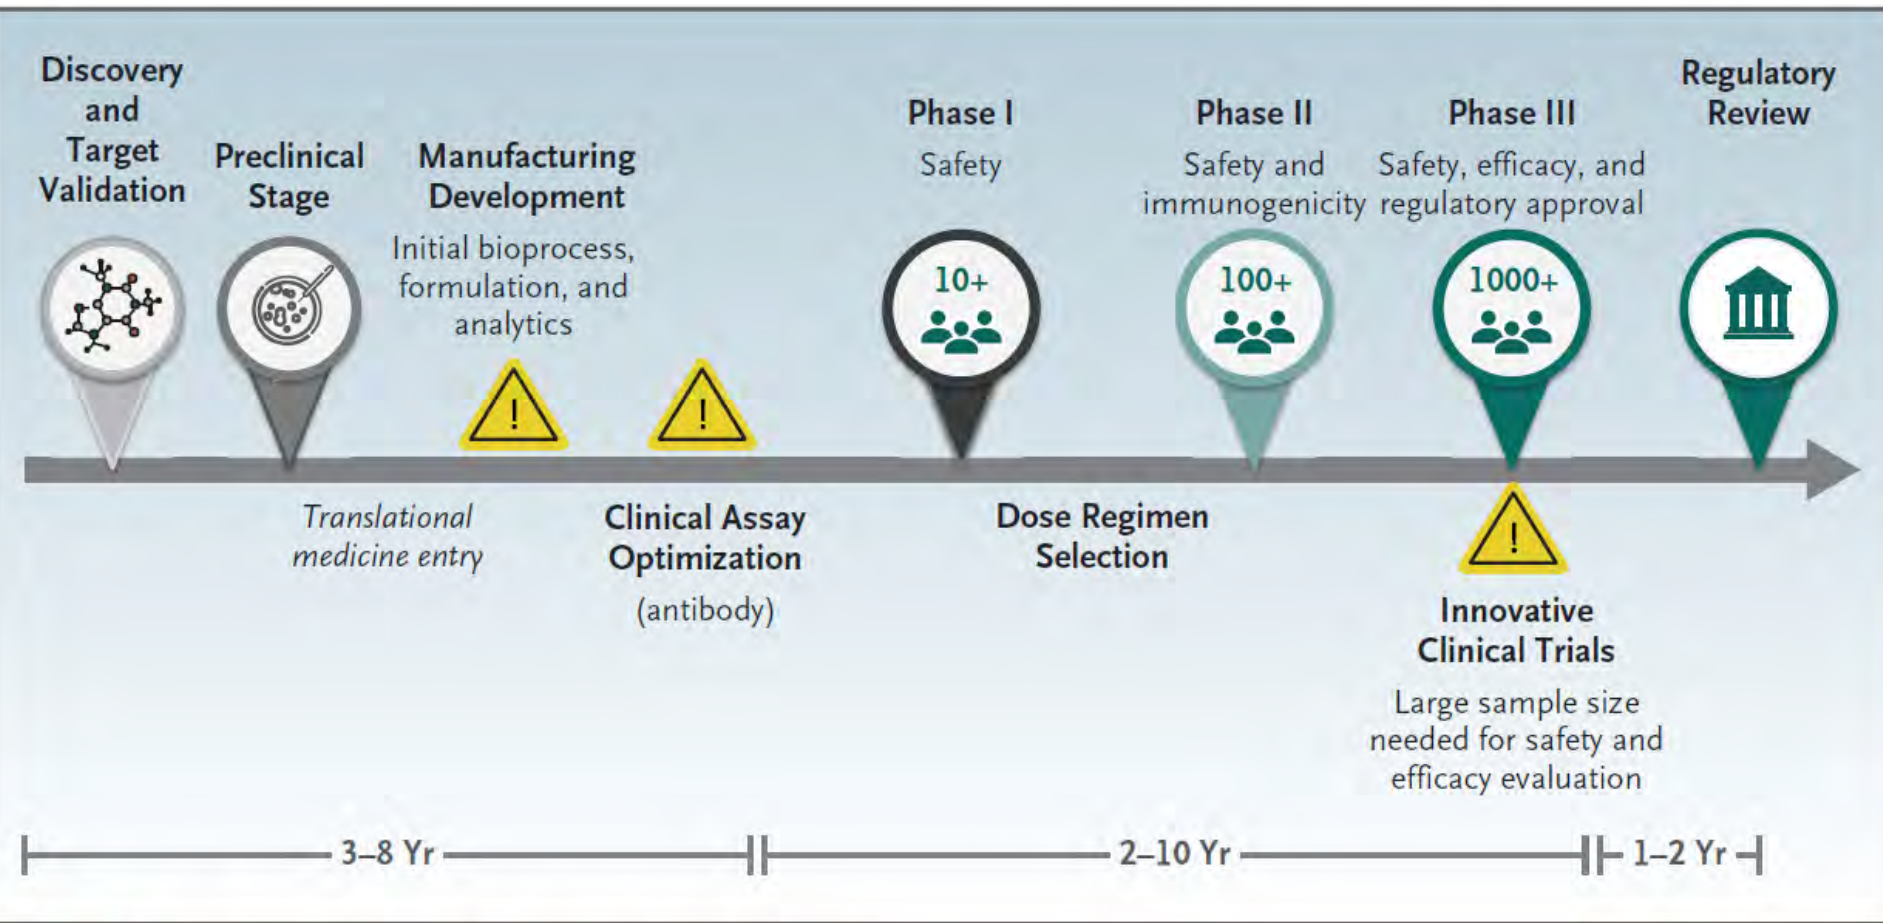 Discovery
and
Target
Validation
Preclinical
Stage
Manufacturing
Development
Initial bioprocess,
formulation, and
analytics
!
!
Phase I
Safety
10+
Phase II
Safety and
immunogenicity
100+
Phase III
Safety, efficacy, and
regulatory approval
1000+
Regulatory
Review
Translational
medicine entry
Clinical Assay
Optimization
(antibody)
Dose Regimen
Selection
!
Innovative
Clinical Trials
Large sample size
needed for safety and
efficacy evaluation
3–8 Yr
2–10 Yr
1–2 Yr